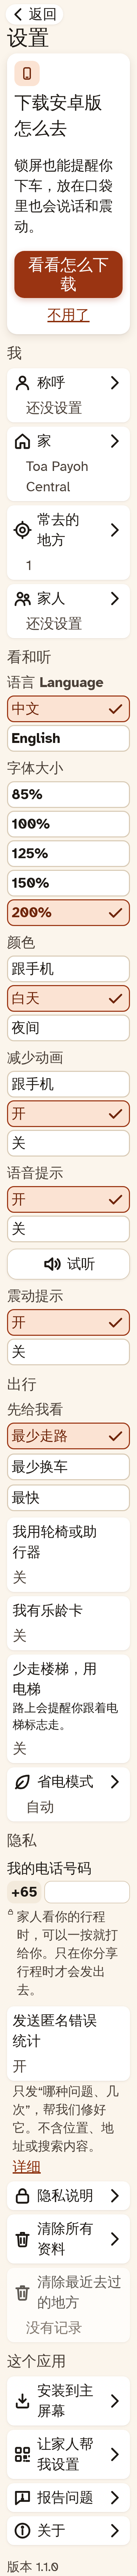 返回
设置
下载安卓版
怎么去
锁屏也能提醒你
下车，放在口袋
里也会说话和震
动。
看看怎么下
载
不用了
我
称呼
还没设置
家
Toa Payoh
Central
常去的
地方
1
家人
还没设置
看和听
语言 Language
中文
English
字体大小
85%
100%
125%
150%
200%
颜色
跟手机
白天
夜间
减少动画
跟手机
开
关
语音提示
开
关
试听
震动提示
开
关
出行
先给我看
最少走路
最少换车
最快
我用轮椅或助
行器
关
我有乐龄卡
关
少走楼梯，用
电梯
路上会提醒你跟着电
梯标志走。
关
省电模式
自动
隐私
我的电话号码
+65
家人看你的行程
时，可以一按就打
给你。只在你分享
行程时才会发出
去。
发送匿名错误
统计
开
只发“哪种问题、几
次”，帮我们修好
它。不含位置、地
址或搜索内容。
详细
隐私说明
清除所有
资料
清除最近去过
的地方
没有记录
这个应用
安装到主
屏幕
让家人帮
我设置
报告问题
关于
版本 1.1.0